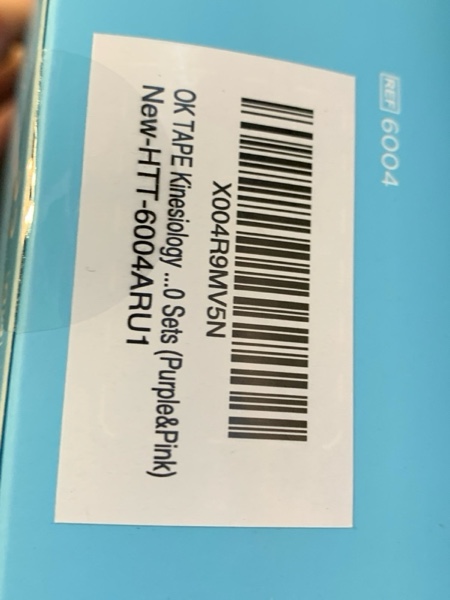 REF 6004
X004R9MV5N
OK TAPE Kinesiology ...0 Sets (Purple&Pink)
New-HTT-6004ARU1